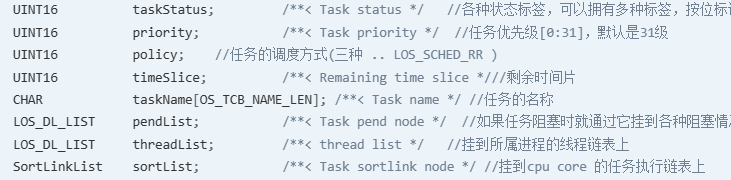 UINT16 taskStatus; /**< Task status */ //各种状态标签，可以拥有多种标签，按位标
UINT16 priority; /**< Task priority */ //任务优先级[0:31]，默认是31级
UINT16 policy; //任务的调度方式(三种 .. LOS_SCHED_RR )
UINT16 timeSlice; /**< Remaining time slice *///剩余时间片
CHAR taskName[OS_TCB_NAME_LEN]; /**< Task name */ //任务的名称
LOS_DL_LIST pendList; /**< Task pend node */ //如果任务阻塞时就通过它挂到各种阻塞情
LOS_DL_LIST threadList; /**< thread list */ //挂到所属进程的线程链表上
SortLinkList sortList; /**< Task sortlink node */ //挂到cpu core 的任务执行链表上